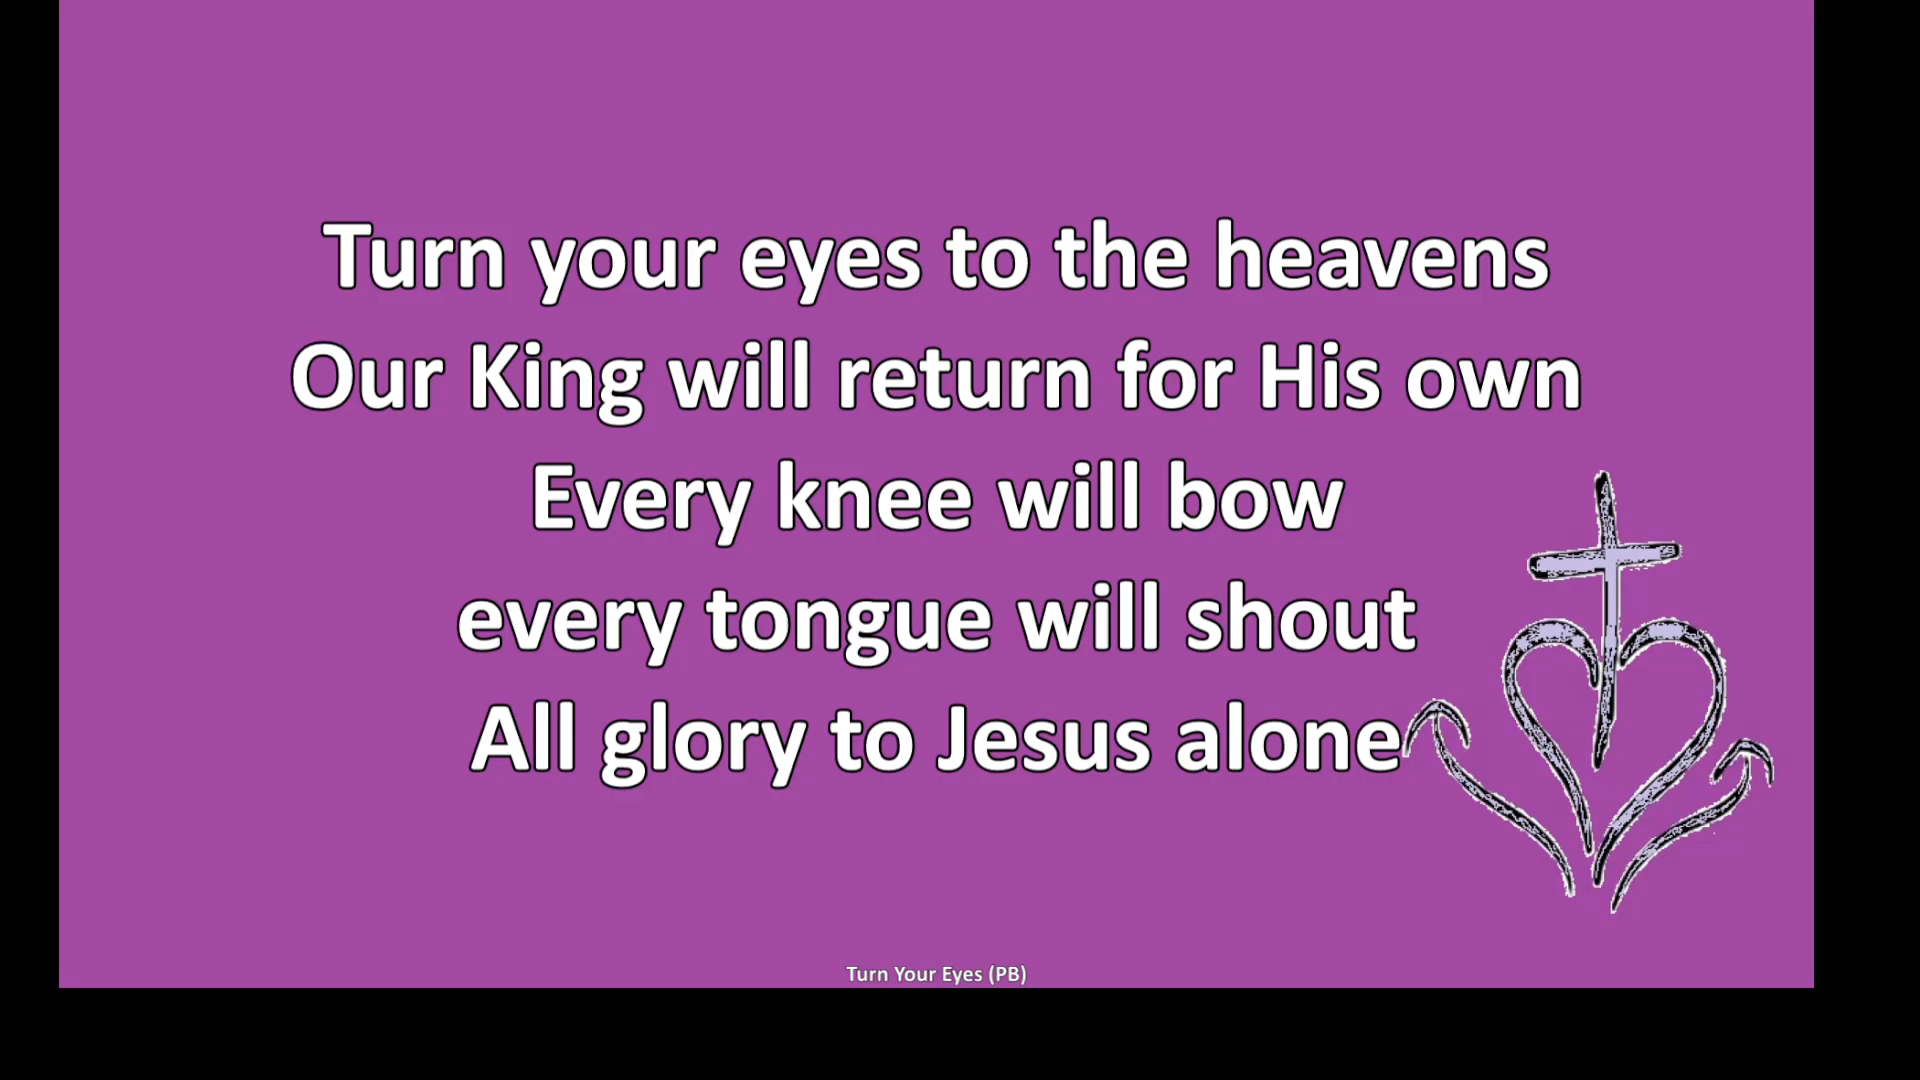 Turn your eyes to the heavens
Our King will return for His own
Every knee will bow
every tongue will shout
All glory to Jesus alone
Turn Your Eyes (PB)